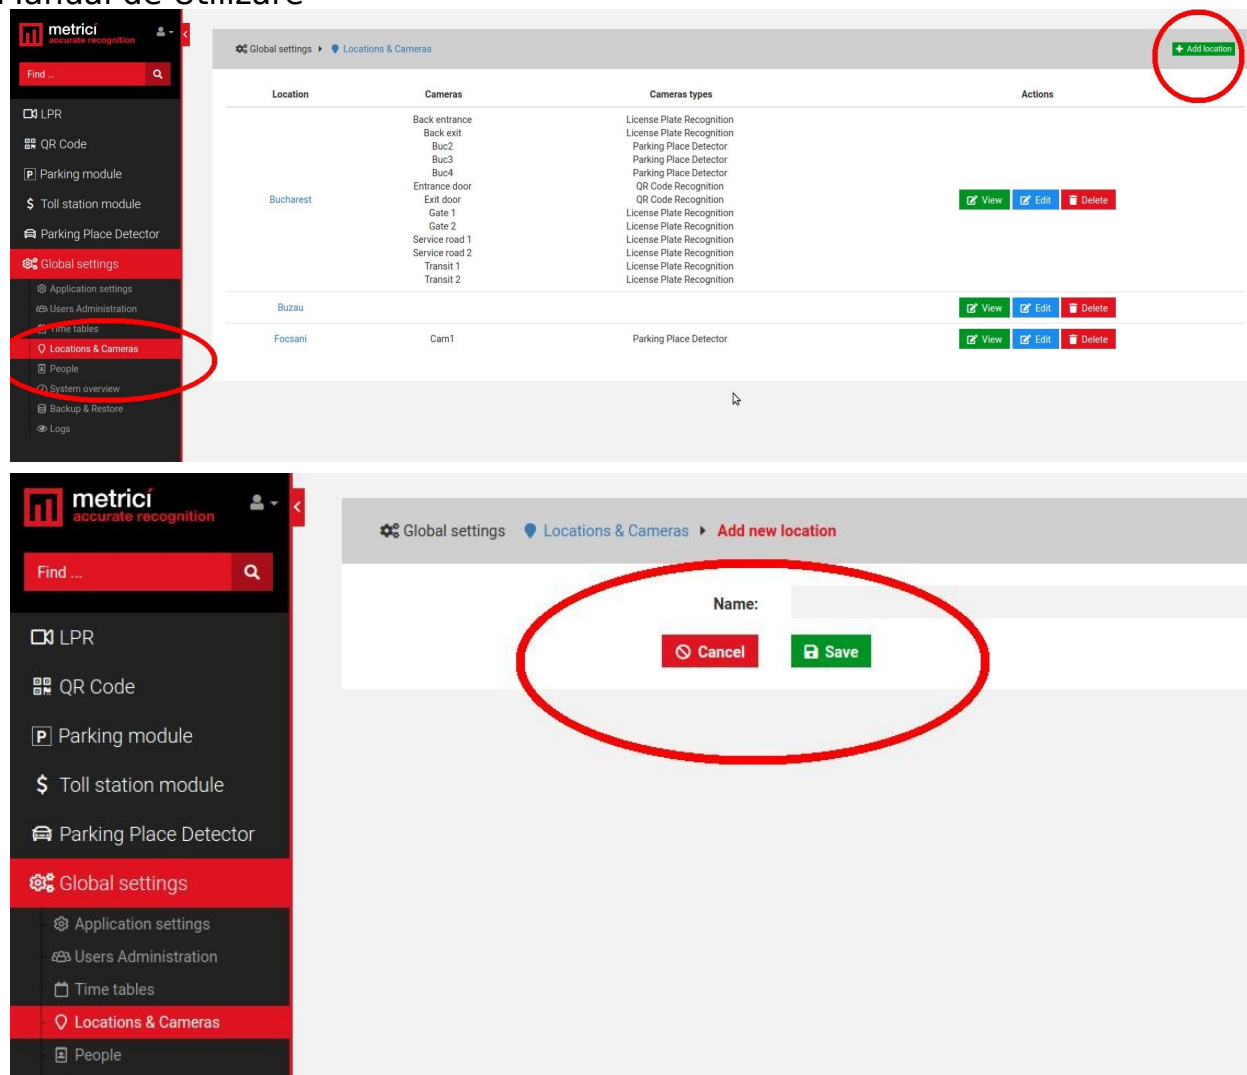 Manual de Utilizare
metrici
accurate recognition
Find ...
LPR
QR Code
Parking module
Toll station module
Parking Place Detector
Global settings
Application settings
Users Administration
Time tables
Locations & Cameras
People
System overview
Backup & Restore
Logs
Global settings Locations & Cameras
Add location
Location Cameras Cameras types Actions
Back entrance License Plate Recognition
Back exit License Plate Recognition
Buc2 Parking Place Detector
Buc3 Parking Place Detector
Buc4 Parking Place Detector
Entrance door QR Code Recognition
Bucharest Exit door QR Code Recognition View Edit Delete
Gate 1 License Plate Recognition
Gate 2 License Plate Recognition
Service road 1 License Plate Recognition
Service road 2 License Plate Recognition
Transit 1 License Plate Recognition
Transit 2 License Plate Recognition
Buzau View Edit Delete
Focsani Cam1 Parking Place Detector View Edit Delete
metrici
accurate recognition
Find ...
LPR
QR Code
Parking module
Toll station module
Parking Place Detector
Global settings
Application settings
Users Administration
Time tables
Locations & Cameras
People
Global settings Locations & Cameras Add new location
Name:
Cancel Save